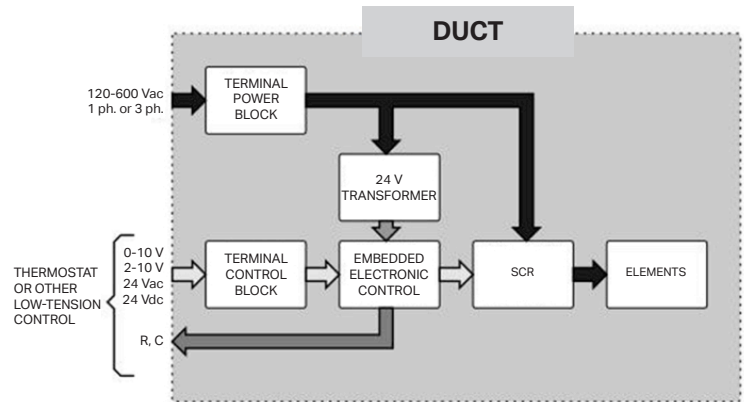 DUCT
120-600 Vac
1 ph. or 3 ph.
TERMINAL
POWER
BLOCK
24 V
TRANSFORMER
THERMOSTAT
OR OTHER
LOW-TENSION
CONTROL
0-10 V
2-10 V
24 Vac
24 Vdc
R, C
TERMINAL
CONTROL
BLOCK
EMBEDDED
ELECTRONIC
CONTROL
SCR
ELEMENTS